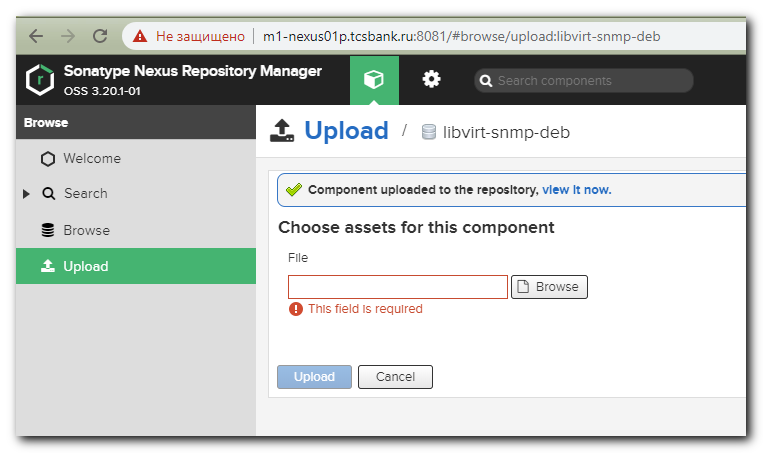 Не защищено | m1-nexus01p.tcsbank.ru:8081/#browse/upload:libvirt-snmp-deb
Sonatype Nexus Repository Manager
OSS 3.20.1-01
Search components
Browse
Upload / libvirt-snmp-deb
Welcome
Search
Browse
Upload
Component uploaded to the repository, view it now.
Choose assets for this component
File
Browse
This field is required
Upload Cancel